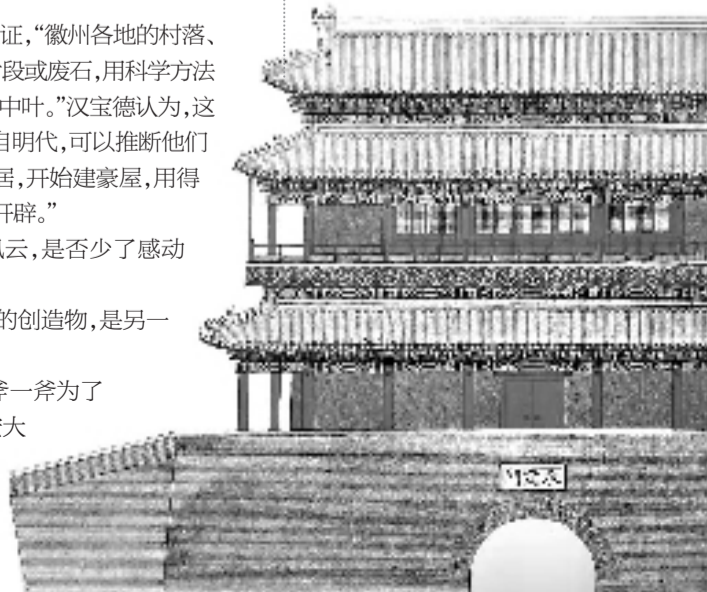 证,“徽州各地的村落、
段或废石,用科学方法
中叶。”汉宝德认为,这
自明代,可以推断他们
居,开始建豪屋,用得
开辟。”
风云,是否少了感动
的创造物,是另一
斧一斧为了
大